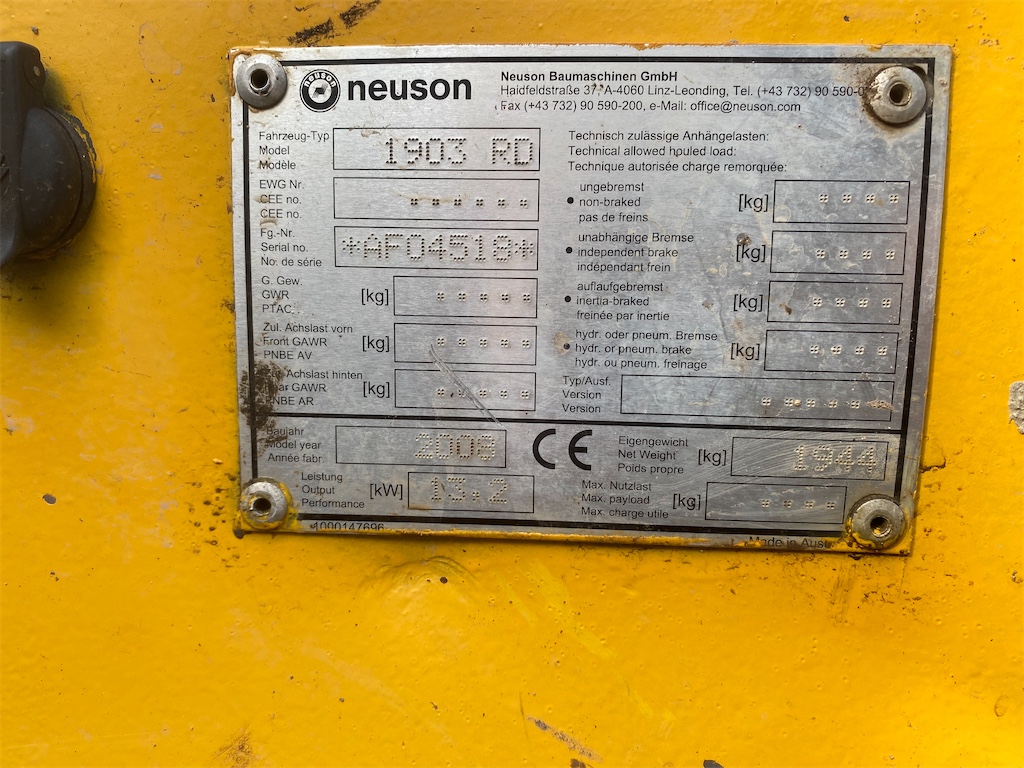 neuson
Neuson Baumaschinen GmbH
Haidfeldstraße 37, A-4060 Linz-Leonding, Tel. (+43 732) 90 590-0
Fax (+43 732) 90 590-200, e-Mail: office@neuson.com
Fahrzeug-Typ
Model
Modèle
1903 RD
EWG Nr.
CEE no.
CEE no.
Fg.-Nr.
Serial no.
No. de série
*AF04518*
G. Gew.
GWR
PTAC.
[kg]
Zul. Achslast vorn
Front GAWR
PNBE AV
[kg]
Zul. Achslast hinten
Rear GAWR
PNBE AR
[kg]
Technisch zulässige Anhängelasten:
Technical allowed hpuled load:
Technique autorisée charge remorquée:
ungebremst
• non-braked
pas de freins
[kg]
unabhängige Bremse
• independent brake
indépendant frein
[kg]
auflaufgebremst
• inertia-braked
freinée par inertie
[kg]
hydr. oder pneum. Bremse
• hydr. or pneum. brake
hydr. ou pneum. freinage
[kg]
Typ/Ausf.
Version
Version
Baujahr
Model year
Année fabr.
Leistung
Output
Performance
[kW]
13.2
CE
Eigengewicht
Net Weight
Poids propre
[kg]
1944
Max. Nutzlast
Max. payload
Max. charge utile
[kg]
1000147696
Made in